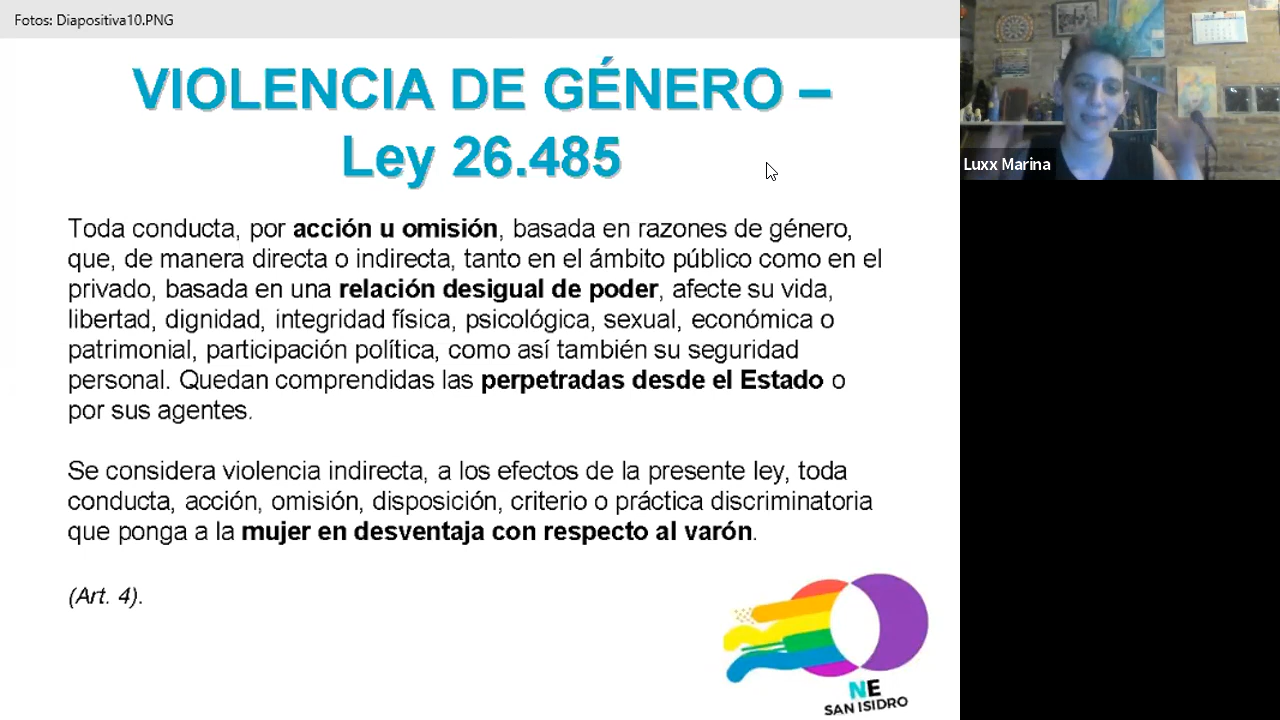 Fotos: Diapositiva10.PNG
VIOLENCIA DE GÉNERO –
Ley 26.485
Toda conducta, por acción u omisión, basada en razones de género,
que, de manera directa o indirecta, tanto en el ámbito público como en el
privado, basada en una relación desigual de poder, afecte su vida,
libertad, dignidad, integridad física, psicológica, sexual, económica o
patrimonial, participación política, como así también su seguridad
personal. Quedan comprendidas las perpetradas desde el Estado o
por sus agentes.
Se considera violencia indirecta, a los efectos de la presente ley, toda
conducta, acción, omisión, disposición, criterio o práctica discriminatoria
que ponga a la mujer en desventaja con respecto al varón.
(Art. 4).
NE
SAN ISIDRO
Luxx Marina